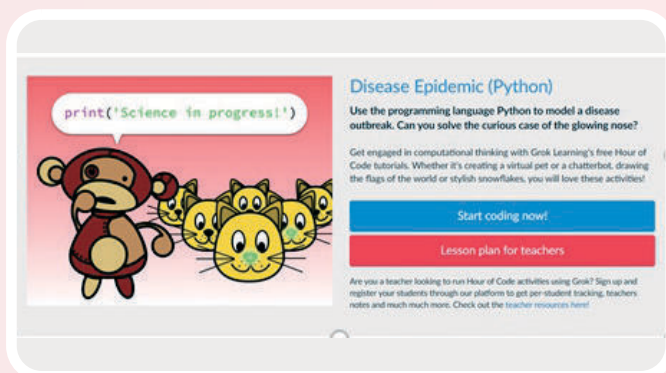 print('Science in progress!')
Disease Epidemic (Python)
Use the programming language Python to model a disease
outbreak. Can you solve the curious case of the glowing nose?
Get engaged in computational thinking with Grok Learning's free Hour of
Code tutorials. Whether it's creating a virtual pet or a chatterbot, drawing
the flags of the world or stylish snowflakes, you will love these activities!
Start coding now!
Lesson plan for teachers
Are you a teacher looking to run Hour of Code activities using Grok? Sign up and
register your students through our platform to get per-student tracking, teachers
notes and much much more. Check out the teacher resources here!